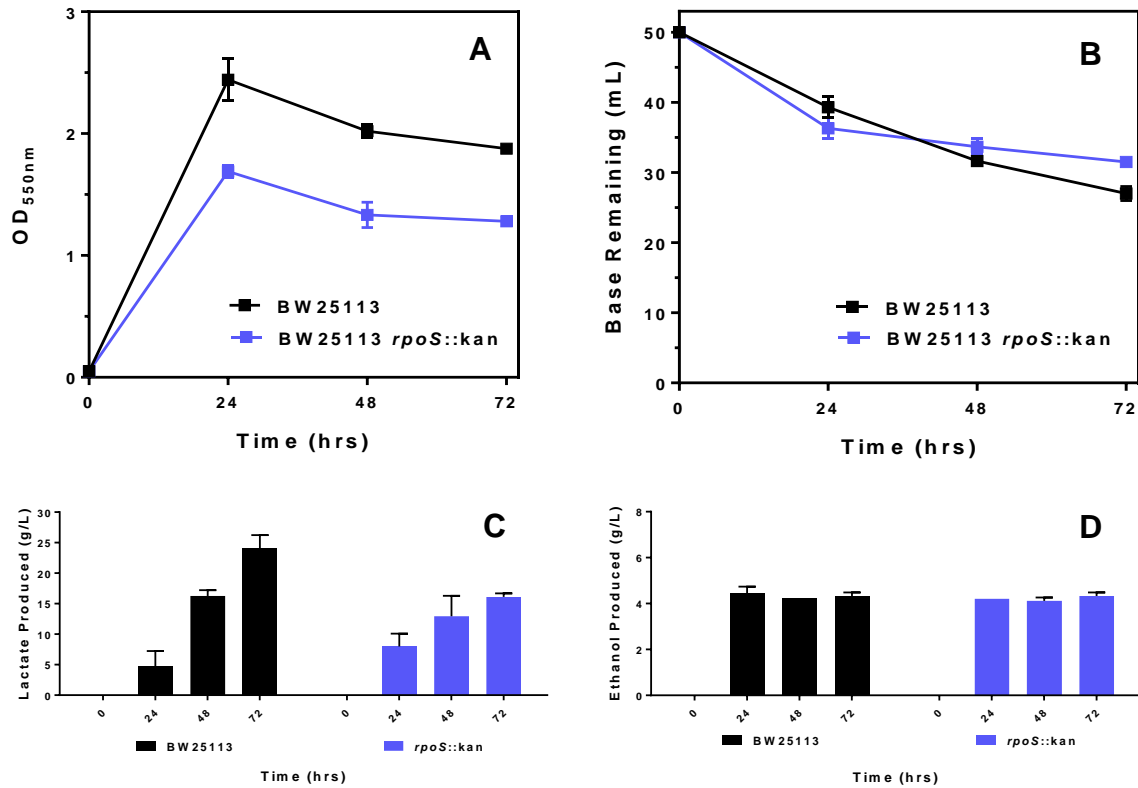 A
3
2
1
0
OD550nm
0
24
48
72
Time (hrs)
BW25113
BW25113 rpoS::kan
B
50
40
30
20
10
0
Base Remaining (mL)
0
24
48
72
Time (hrs)
BW25113
BW25113 rpoS::kan
C
30
25
20
15
10
5
0
Lactate Produced (g/L)
0
24
48
72
0
24
48
72
BW25113
rpoS::kan
Time (hrs)
D
8
6
4
2
0
Ethanol Produced (g/L)
0
24
48
72
0
24
48
72
BW25113
rpoS::kan
Time (hrs)